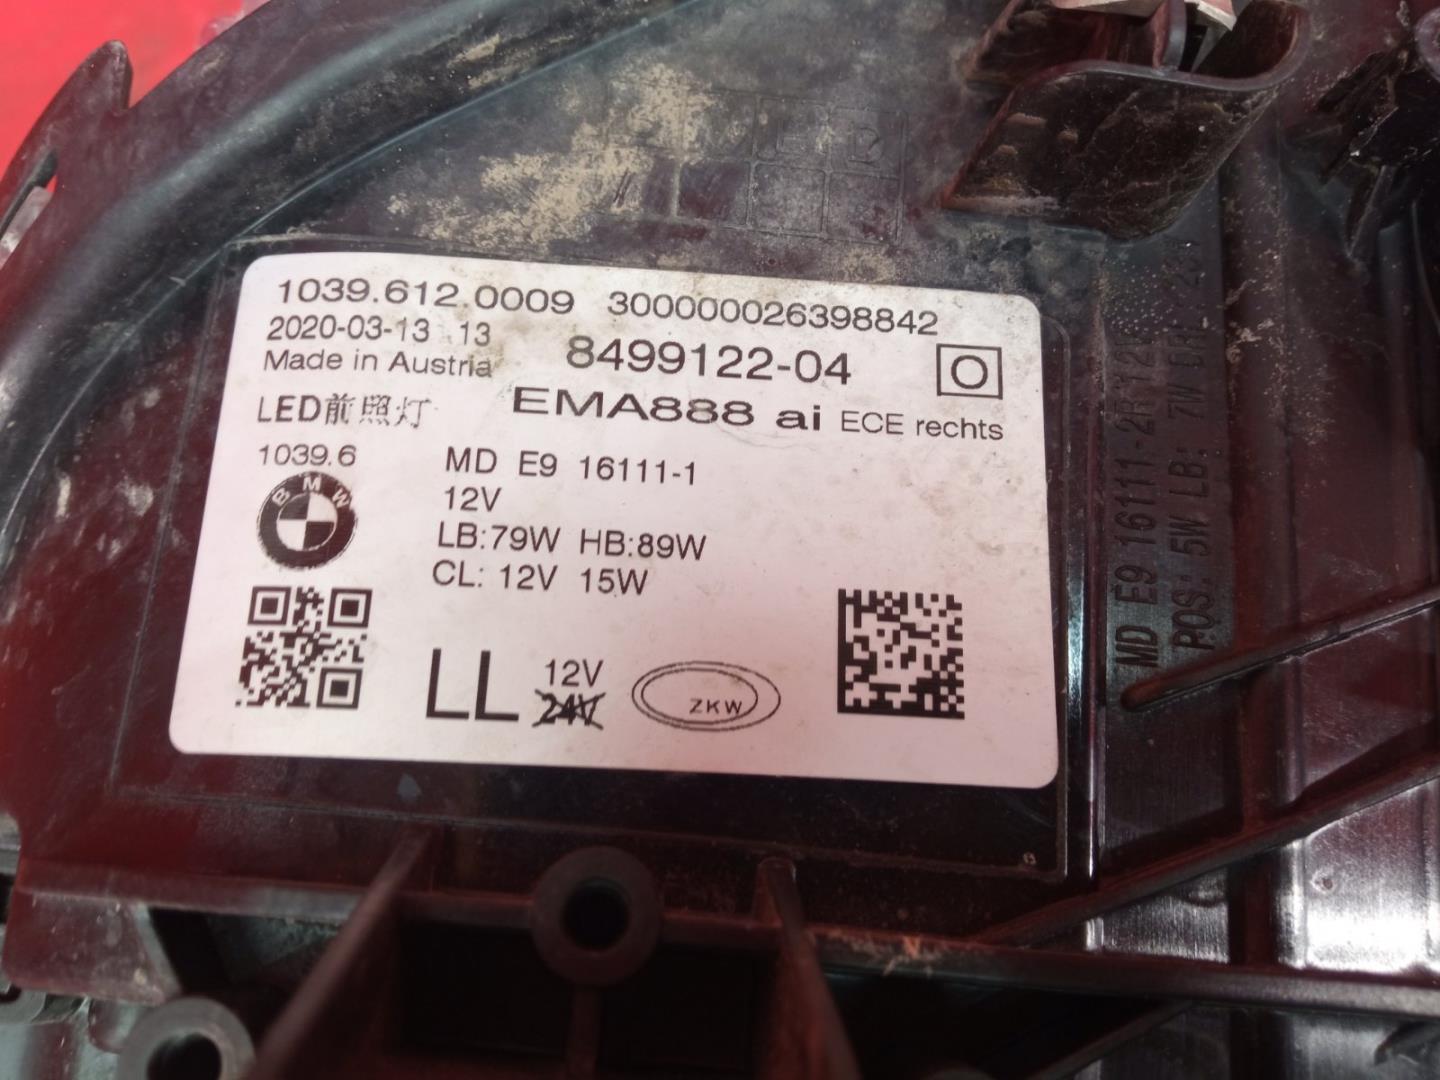 1039.612.0009 300000026398842
2020-03-13 13
Made in Austria
8499122-04
O
LED前照灯
EMA888 ai ECE rechts
1039.6
BMW
MD E9 16111-1
12V
LB:79W HB:89W
CL: 12V 15W
LL
12V
24V
ZKW
MD E9 16111-2R 12V
POS: 5W LB: 7W